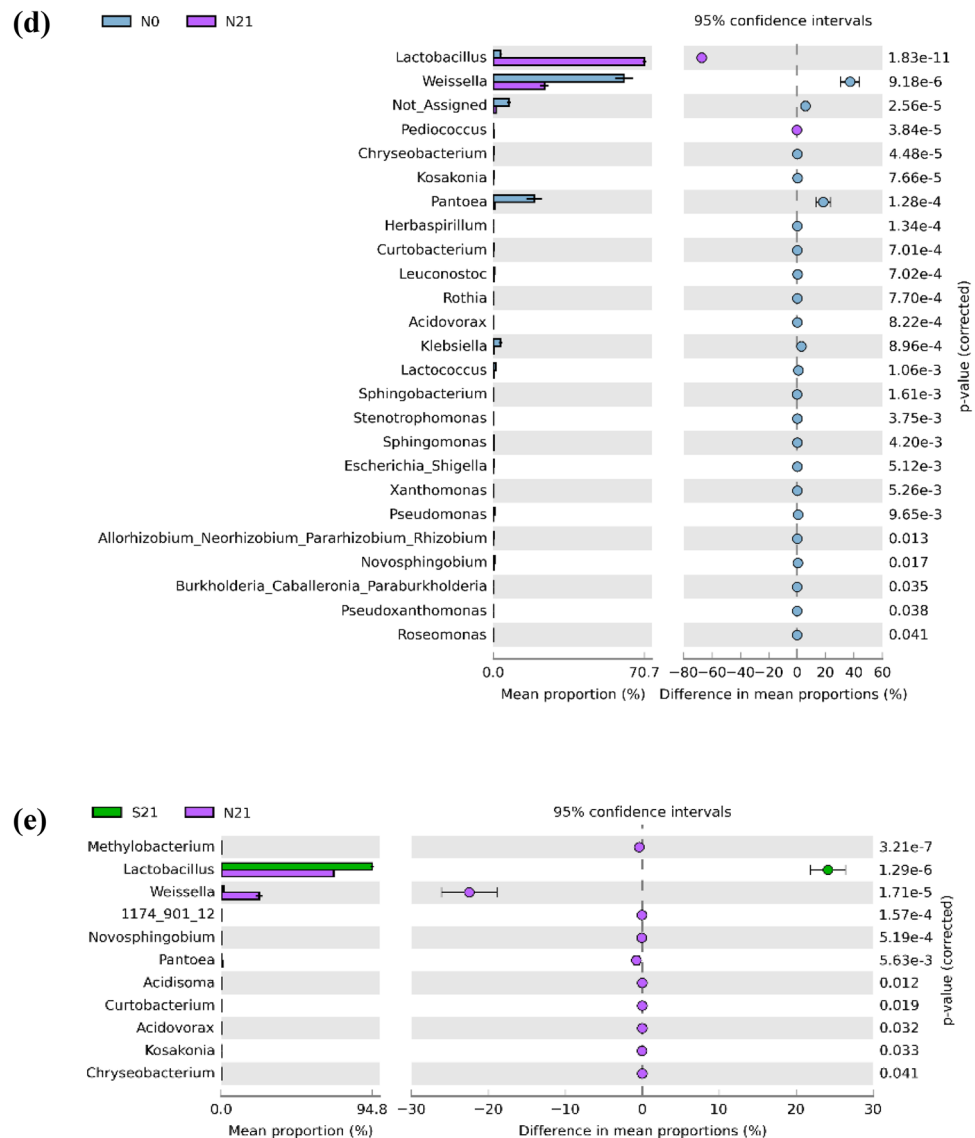 (d)
N0 N21
95% confidence intervals
Lactobacillus 1.83e-11
Weissella 9.18e-6
Not_Assigned 2.56e-5
Pediococcus 3.84e-5
Chryseobacterium 4.48e-5
Kosakonia 7.66e-5
Pantoea 1.28e-4
Herbaspirillum 1.34e-4
Curtobacterium 7.01e-4
Leuconostoc 7.02e-4
Rothia 7.70e-4
Acidovorax 8.22e-4
Klebsiella 8.96e-4
Lactococcus 1.06e-3
Sphingobacterium 1.61e-3
Stenotrophomonas 3.75e-3
Sphingomonas 4.20e-3
Escherichia_Shigella 5.12e-3
Xanthomonas 5.26e-3
Pseudomonas 9.65e-3
Allorhizobium_Neorhizobium_Pararhizobium_Rhizobium 0.013
Novosphingobium 0.017
Burkholderia_Caballeronia_Paraburkholderia 0.035
Pseudoxanthomonas 0.038
Roseomonas 0.041
p-value (corrected)
0.0 70.7 −80 −60 −40 −20 0 20 40 60
Mean proportion (%) Difference in mean proportions (%)
(e)
S21 N21
95% confidence intervals
Methylobacterium 3.21e-7
Lactobacillus 1.29e-6
Weissella 1.71e-5
1174_901_12 1.57e-4
Novosphingobium 5.19e-4
Pantoea 5.63e-3
Acidisoma 0.012
Curtobacterium 0.019
Acidovorax 0.032
Kosakonia 0.033
Chryseobacterium 0.041
p-value (corrected)
0.0 94.8 −30 −20 −10 0 10 20 30
Mean proportion (%) Difference in mean proportions (%)